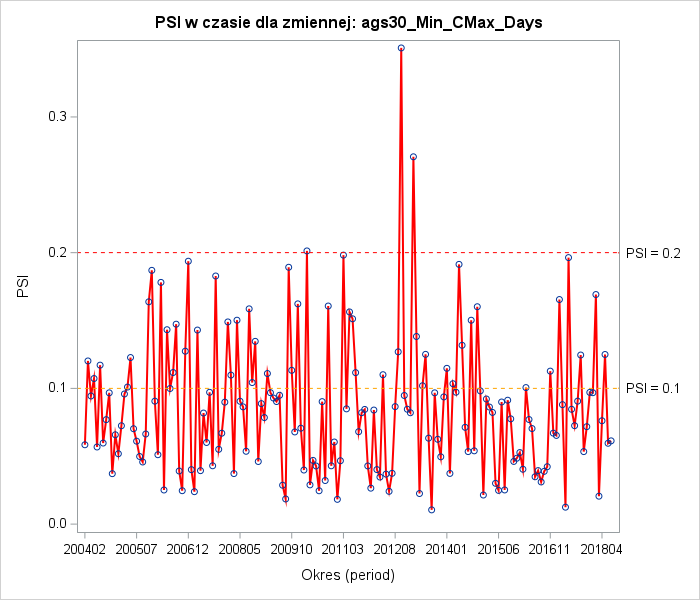 PSI w czasie dla zmiennej: ags30_Min_CMax_Days
0.3
0.2
PSI = 0.2
PSI
0.1
PSI = 0.1
0.0
200402 200507 200612 200805 200910 201103 201208 201401 201506 201611 201804
Okres (period)